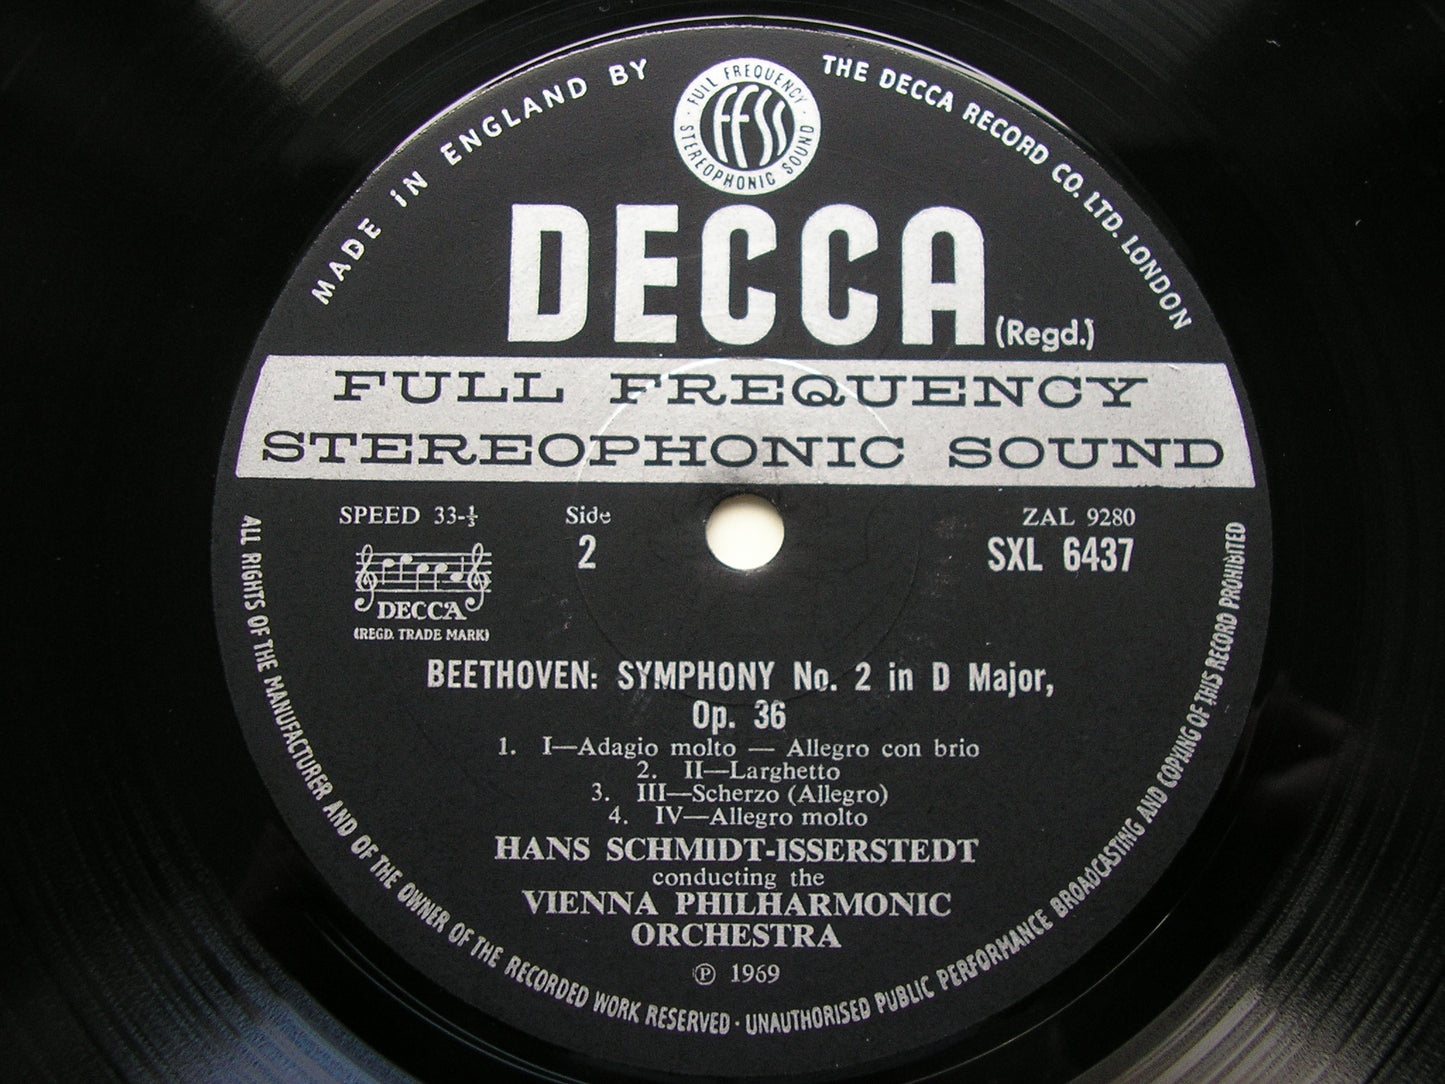 MADE iN ENGLAND BY THE DECCA RECORD CO. LTD. LONDON
· FULL FREQUENCY · STEREOPHONIC SOUND
FFSS
DECCA (Regd.)
FULL FREQUENCY
STEREOPHONIC SOUND
SPEED 33-⅓
Side
2
ZAL 9280
SXL 6437
DECCA
(REGD. TRADE MARK)
BEETHOVEN: SYMPHONY No. 2 in D Major,
Op. 36
1. I—Adagio molto — Allegro con brio
2. II—Larghetto
3. III—Scherzo (Allegro)
4. IV—Allegro molto
HANS SCHMIDT-ISSERSTEDT
conducting the
VIENNA PHILHARMONIC
ORCHESTRA
℗ 1969
ALL RIGHTS OF THE MANUFACTURER AND OF THE OWNER OF THE RECORDED WORK RESERVED · UNAUTHORISED PUBLIC PERFORMANCE BROADCASTING AND COPYING OF THIS RECORD PROHIBITED